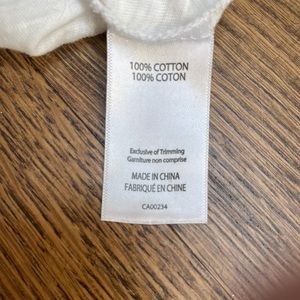 100% COTTON
100% COTON
Exclusive of Trimming
Garniture non comprise
MADE IN CHINA
FABRIQUÉ EN CHINE
CA00234